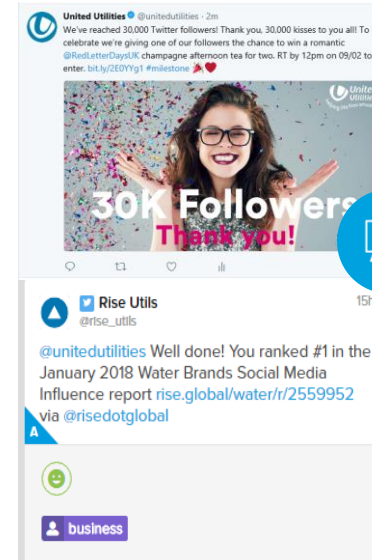 United Utilities @unitedutilities · 2m
We've reached 30,000 Twitter followers! Thank you, 30,000 kisses to you all! To
celebrate we're giving one of our followers the chance to win a romantic
@RedLetterDaysUK champagne afternoon tea for two. RT by 12pm on 09/02 to
enter. bit.ly/2E0YYg1 #milestone
United
Utilities
30K Followers
Thank you!
Rise Utils
15h
@rise_utils
@unitedutilities Well done! You ranked #1 in the
January 2018 Water Brands Social Media
Influence report rise.global/water/r/2559952
via @risedotglobal
A
business